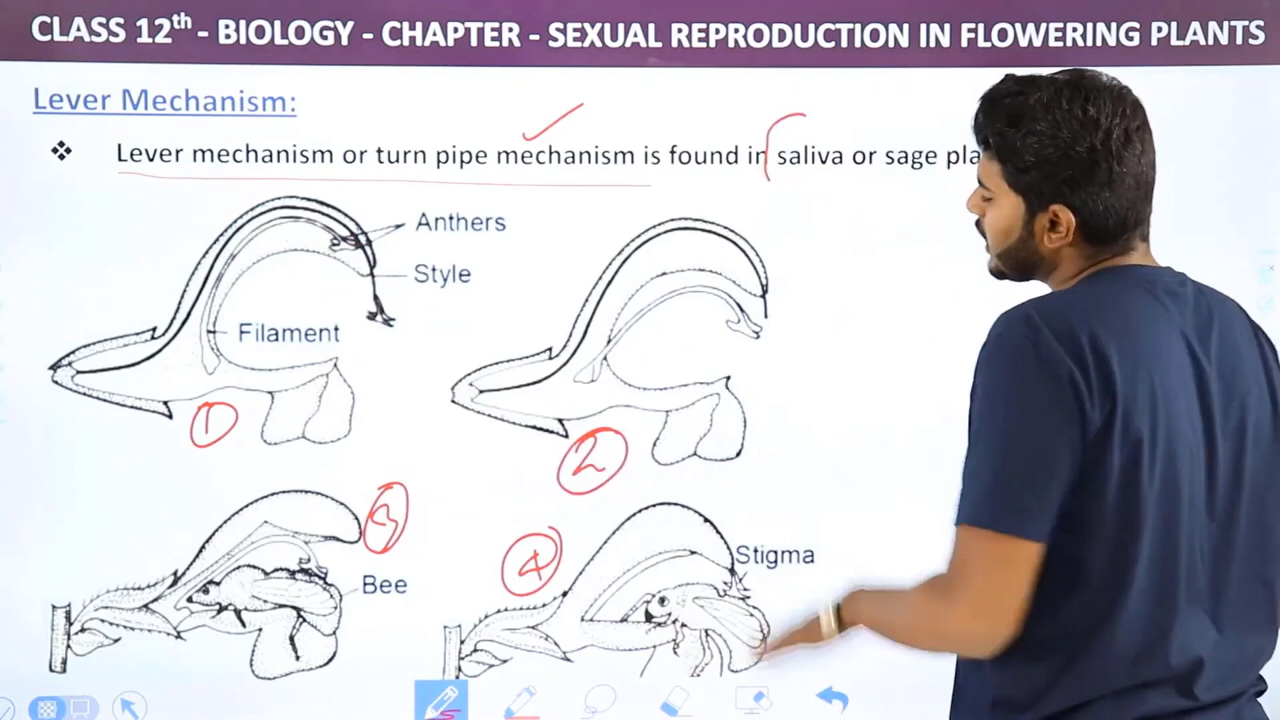 CLASS 12th - BIOLOGY - CHAPTER - SEXUAL REPRODUCTION IN FLOWERING PLANTS
Lever Mechanism:
❖ Lever mechanism or turn pipe mechanism is found in saliva or sage
Anthers
Style
Filament
1
2
3
Bee
4
Stigma